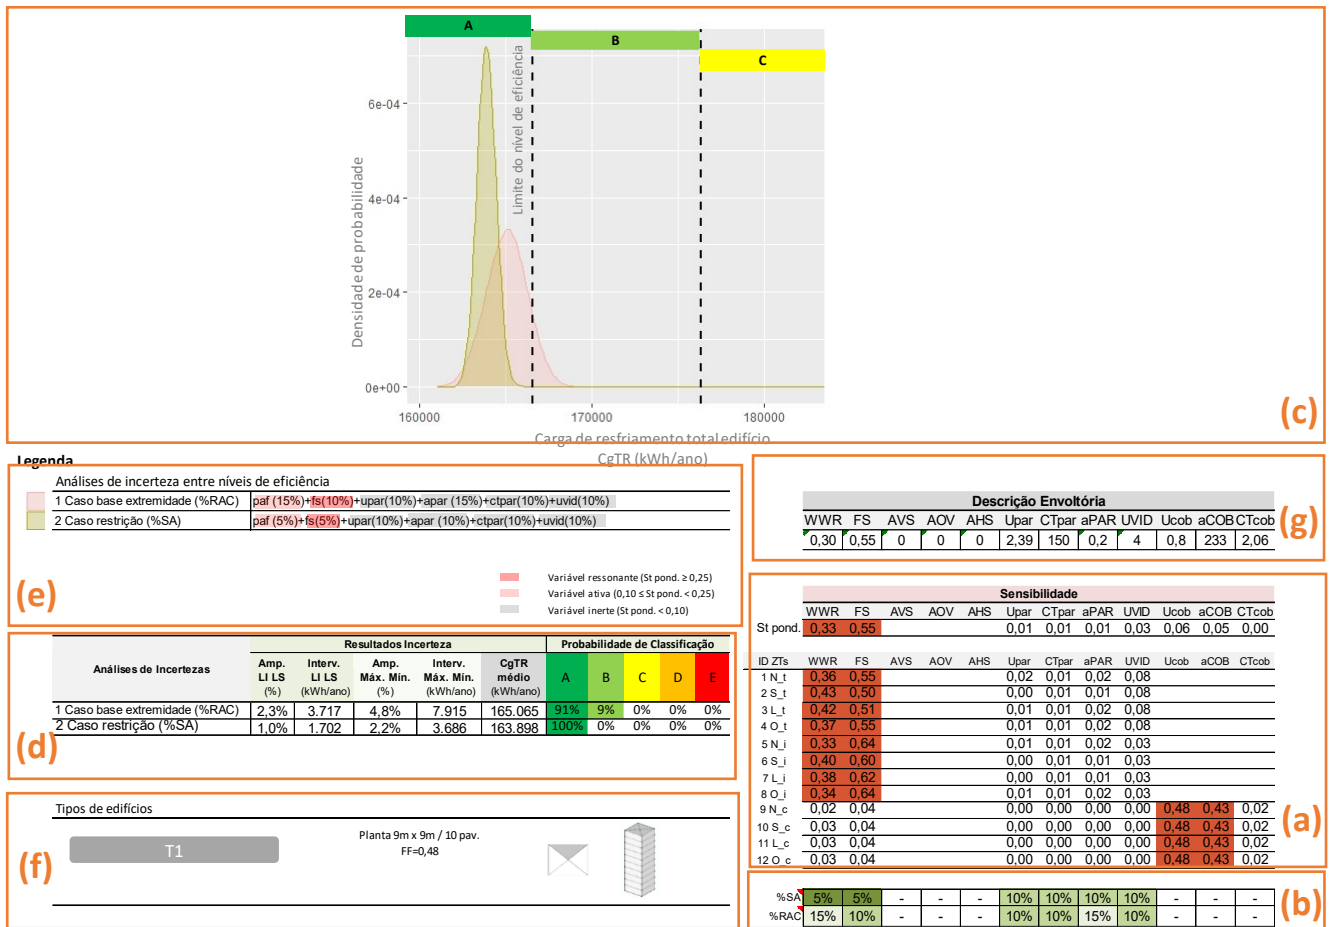 A
B
C
Limite do nível de eficiência
Densidade de probabilidade
6e-04
4e-04
2e-04
0e+00
160000 170000 180000
Carga de resfriamento total edifício
CgTR (kWh/ano)
(c)
Legenda
Análises de incerteza entre níveis de eficiência
1 Caso base extremidade (%RAC) paf (15%)+fs(10%)+upar(10%)+apar (15%)+ctpar(10%)+uvid(10%)
2 Caso restrição (%SA) paf (5%)+fs(5%)+upar(10%)+apar (10%)+ctpar(10%)+uvid(10%)
Variável ressonante (St pond. ≥ 0,25)
Variável ativa (0,10 ≤ St pond. < 0,25)
Variável inerte (St pond. < 0,10)
(e)
Descrição Envoltória
WWR FS AVS AOV AHS Upar CTpar aPAR UVID Ucob aCOB CTcob
0,30 0,55 0 0 0 2,39 150 0,2 4 0,8 233 2,06
(g)
Resultados Incerteza Probabilidade de Classificação
Análises de Incertezas Amp. LI LS (%) Interv. LI LS (kWh/ano) Amp. Máx. Mín. (%) Interv. Máx. Mín. (kWh/ano) CgTR médio (kWh/ano) A B C D E
1 Caso base extremidade (%RAC) 2,3% 3.717 4,8% 7.915 165.065 91% 9% 0% 0% 0%
2 Caso restrição (%SA) 1,0% 1.702 2,2% 3.686 163.898 100% 0% 0% 0% 0%
(d)
Sensibilidade
WWR FS AVS AOV AHS Upar CTpar aPAR UVID Ucob aCOB CTcob
St pond. 0,33 0,55 0,01 0,01 0,01 0,03 0,06 0,05 0,00
ID ZTs WWR FS AVS AOV AHS Upar CTpar aPAR UVID Ucob aCOB CTcob
1 N_t 0,36 0,55 0,02 0,01 0,02 0,08
2 S_t 0,43 0,50 0,00 0,01 0,01 0,08
3 L_t 0,42 0,51 0,01 0,01 0,02 0,08
4 O_t 0,37 0,55 0,01 0,01 0,02 0,08
5 N_i 0,33 0,64 0,01 0,01 0,02 0,03
6 S_i 0,40 0,60 0,00 0,01 0,01 0,03
7 L_i 0,38 0,62 0,00 0,01 0,01 0,03
8 O_i 0,34 0,64 0,01 0,01 0,02 0,03
9 N_c 0,02 0,04 0,00 0,00 0,00 0,00 0,48 0,43 0,02
10 S_c 0,03 0,04 0,00 0,00 0,00 0,00 0,48 0,43 0,02
11 L_c 0,03 0,04 0,00 0,00 0,00 0,00 0,48 0,43 0,02
12 O_c 0,03 0,04 0,00 0,00 0,00 0,00 0,48 0,43 0,02
(a)
Tipos de edifícios
T1
Planta 9m x 9m / 10 pav.
FF=0,48
(f)
%SA 5% 5% - - - 10% 10% 10% 10% - - -
%RAC 15% 10% - - - 10% 10% 15% 10% - - -
(b)